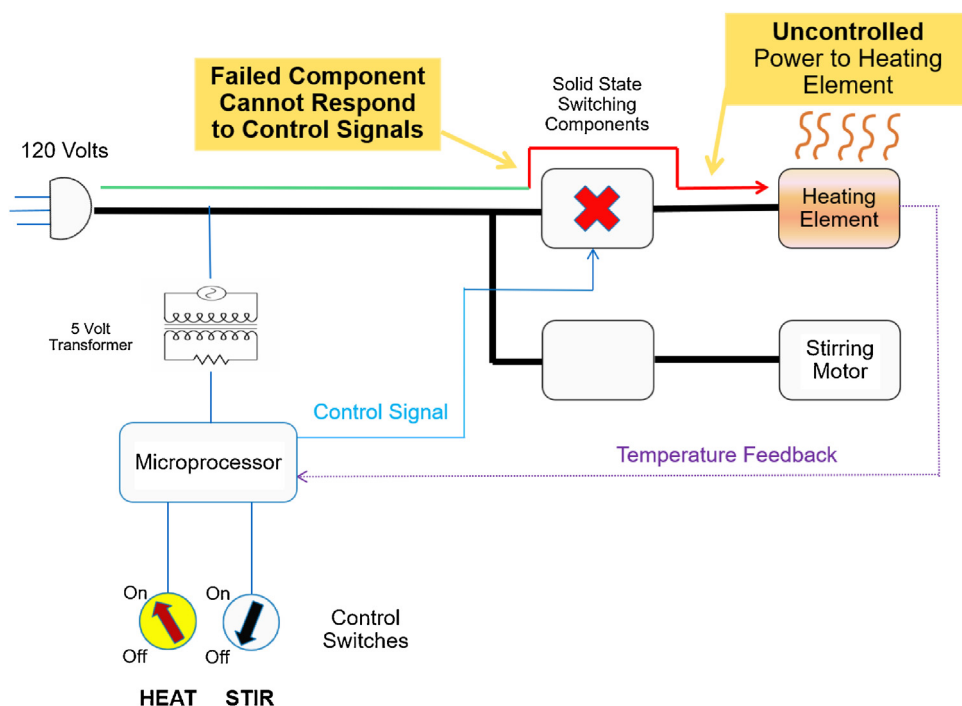 Uncontrolled
Power to Heating
Element
Failed Component
Cannot Respond
to Control Signals
Solid State
Switching
Components
120 Volts
Heating
Element
5 Volt
Transformer
Stirring
Motor
Control Signal
Microprocessor
Temperature Feedback
On
On
Off
Off
Control
Switches
HEAT
STIR